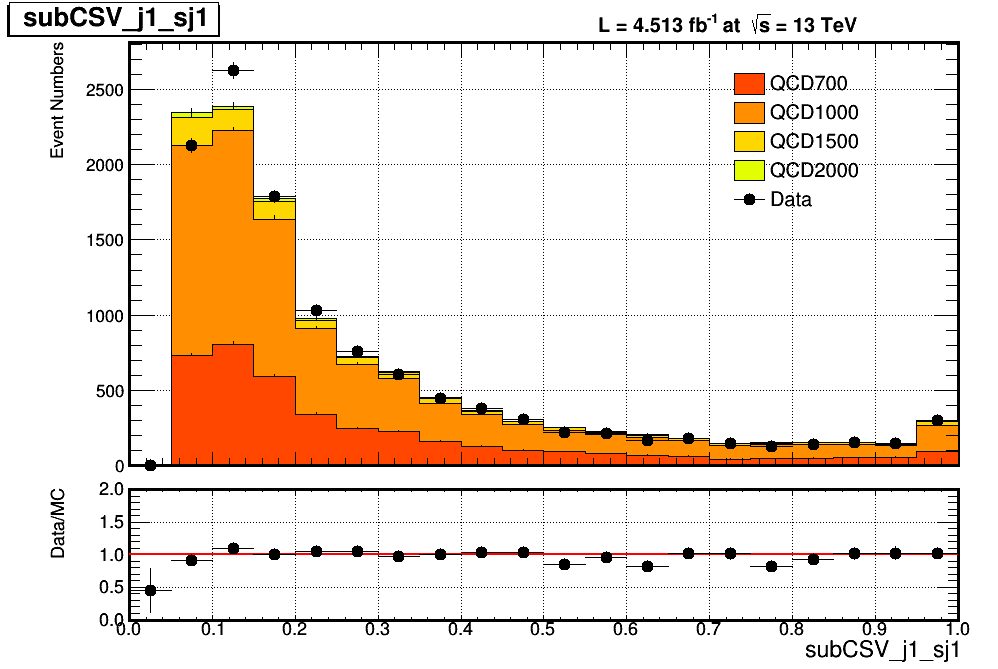 subCSV_j1_sj1
L = 4.513 fb⁻¹ at √s = 13 TeV
Event Numbers
2500
2000
1500
1000
500
0
QCD700
QCD1000
QCD1500
QCD2000
Data
Data/MC
2.0
1.5
1.0
0.5
0.0
0.0 0.1 0.2 0.3 0.4 0.5 0.6 0.7 0.8 0.9 1.0
subCSV_j1_sj1